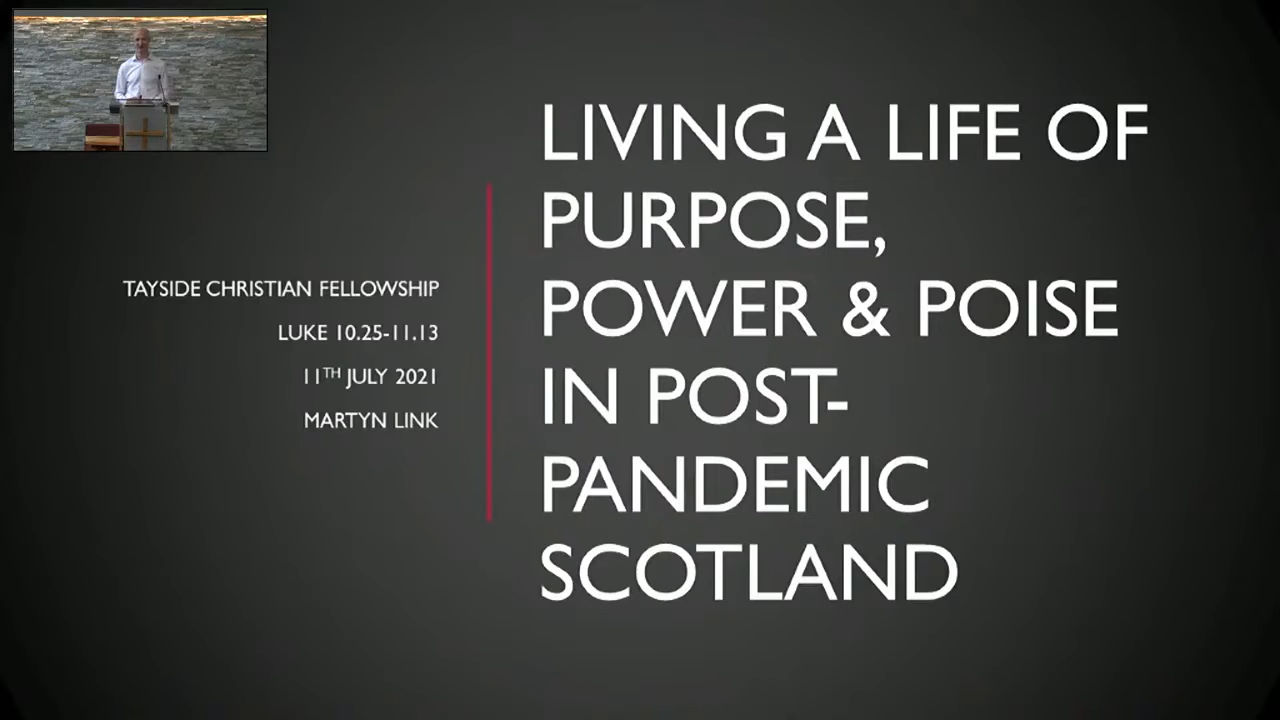 TAYSIDE CHRISTIAN FELLOWSHIP
LUKE 10.25-11.13
11TH JULY 2021
MARTYN LINK
LIVING A LIFE OF
PURPOSE,
POWER & POISE
IN POST-
PANDEMIC
SCOTLAND